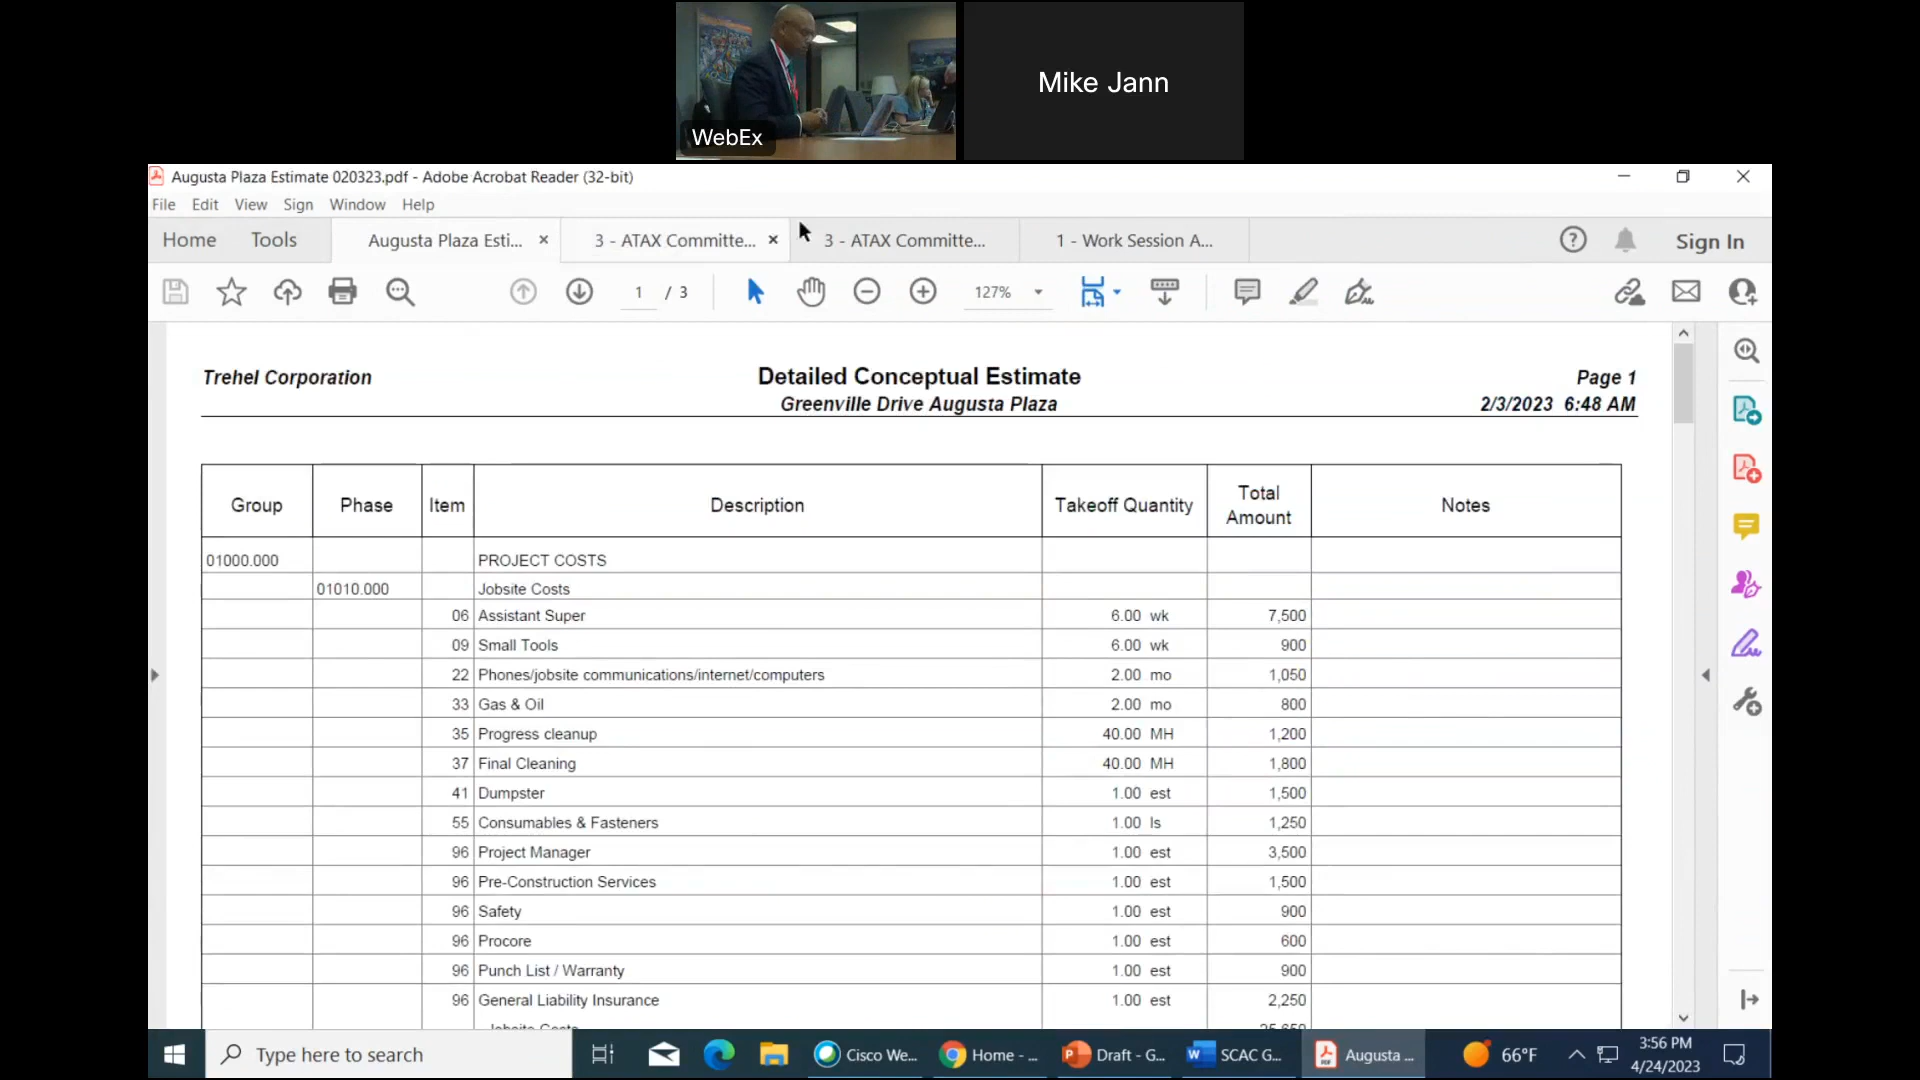 WebEx
Mike Jann
Augusta Plaza Estimate 020323.pdf - Adobe Acrobat Reader (32-bit)
File Edit View Sign Window Help
Home Tools Augusta Plaza Esti... × 3 - ATAX Committe... × 3 - ATAX Committe... 1 - Work Session A... Sign In
1 / 3 127%
Trehel Corporation Detailed Conceptual Estimate Page 1
Greenville Drive Augusta Plaza 2/3/2023 6:48 AM
Group Phase Item Description Takeoff Quantity Total Amount Notes
01000.000 PROJECT COSTS
01010.000 Jobsite Costs
06 Assistant Super 6.00 wk 7,500
09 Small Tools 6.00 wk 900
22 Phones/jobsite communications/internet/computers 2.00 mo 1,050
33 Gas & Oil 2.00 mo 800
35 Progress cleanup 40.00 MH 1,200
37 Final Cleaning 40.00 MH 1,800
41 Dumpster 1.00 est 1,500
55 Consumables & Fasteners 1.00 ls 1,250
96 Project Manager 1.00 est 3,500
96 Pre-Construction Services 1.00 est 1,500
96 Safety 1.00 est 900
96 Procore 1.00 est 600
96 Punch List / Warranty 1.00 est 900
96 General Liability Insurance 1.00 est 2,250
Jobsite Costs 25,650
Type here to search Cisco We... Home - ... Draft - G... SCAC G... Augusta ... 66°F 3:56 PM
4/24/2023